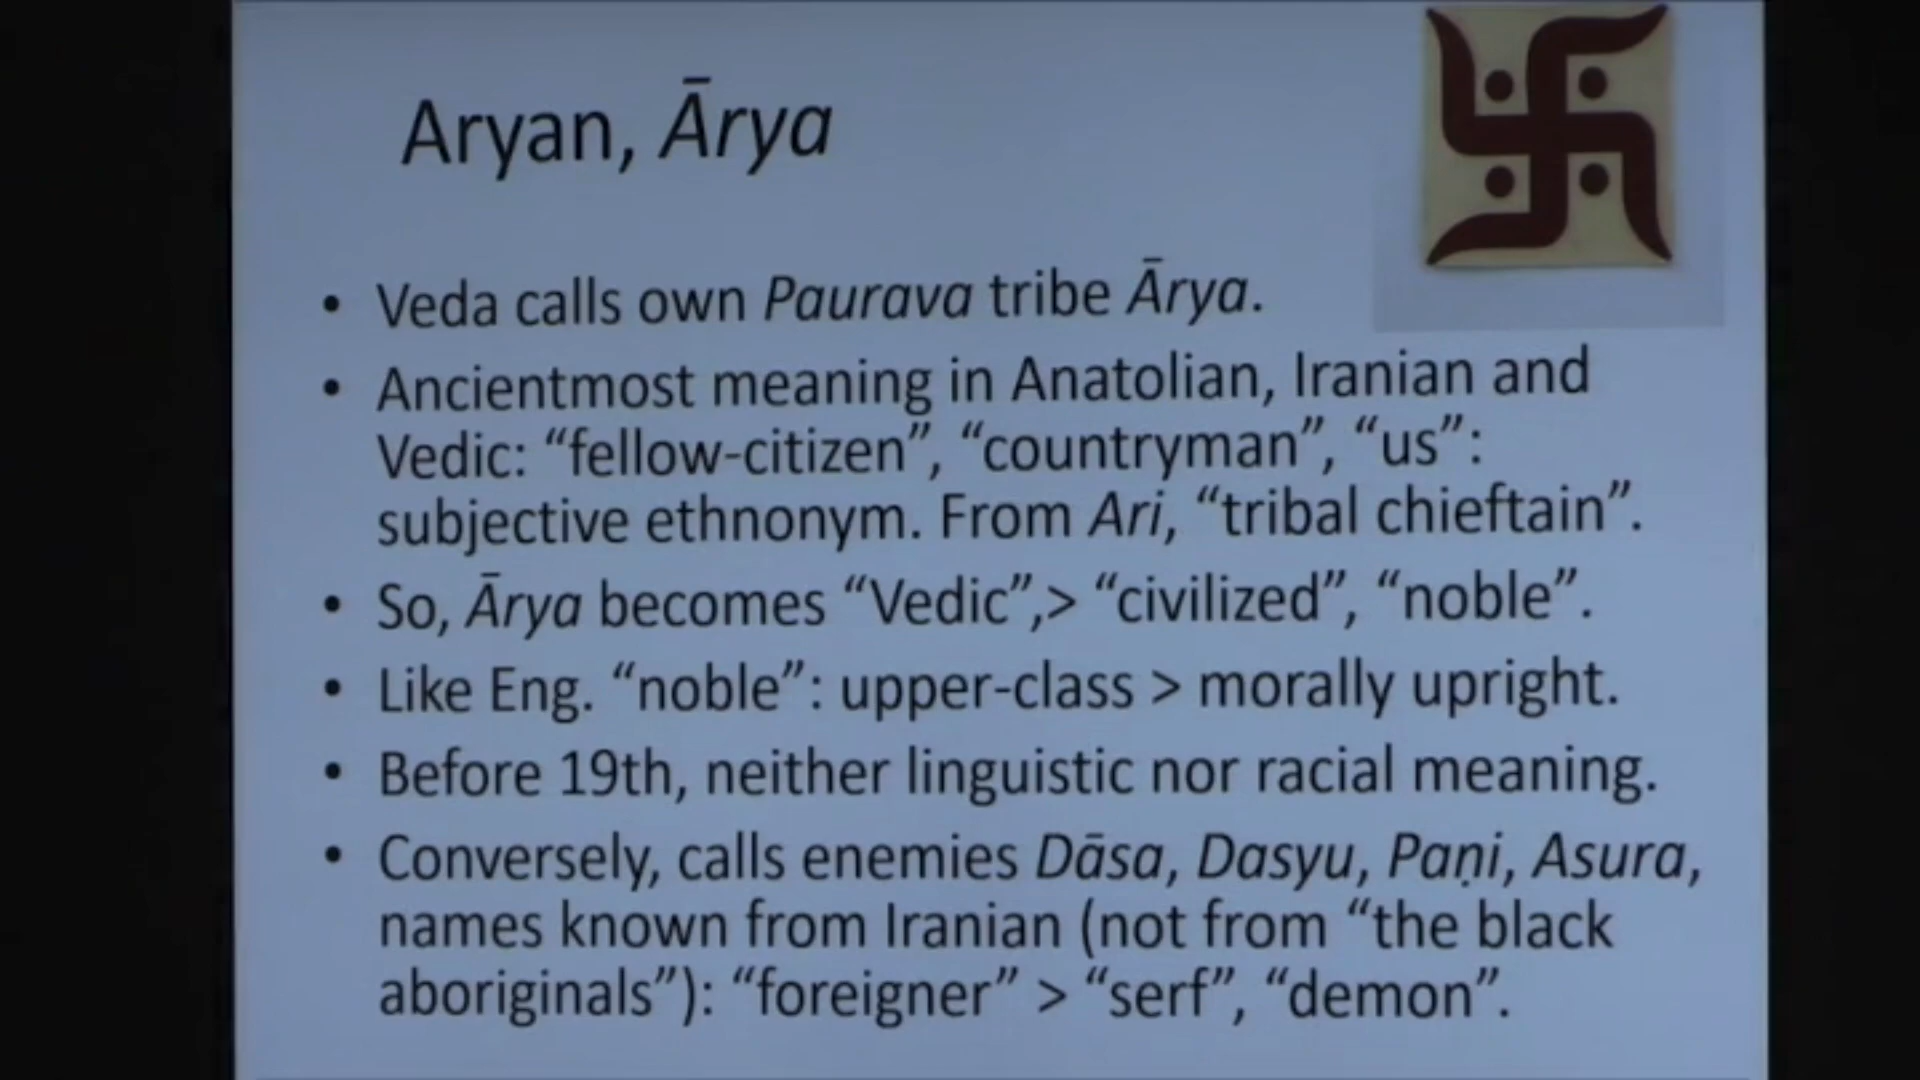 Aryan, Ārya
• Veda calls own Paurava tribe Ārya.
• Ancientmost meaning in Anatolian, Iranian and
Vedic: “fellow-citizen”, “countryman”, “us”:
subjective ethnonym. From Ari, “tribal chieftain”.
• So, Ārya becomes “Vedic”,> “civilized”, “noble”.
• Like Eng. “noble”: upper-class > morally upright.
• Before 19th, neither linguistic nor racial meaning.
• Conversely, calls enemies Dāsa, Dasyu, Paṇi, Asura,
names known from Iranian (not from “the black
aboriginals”): “foreigner” > “serf”, “demon”.